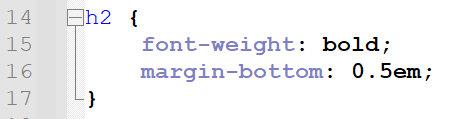 14 h2 {
15 font-weight: bold;
16 margin-bottom: 0.5em;
17 }